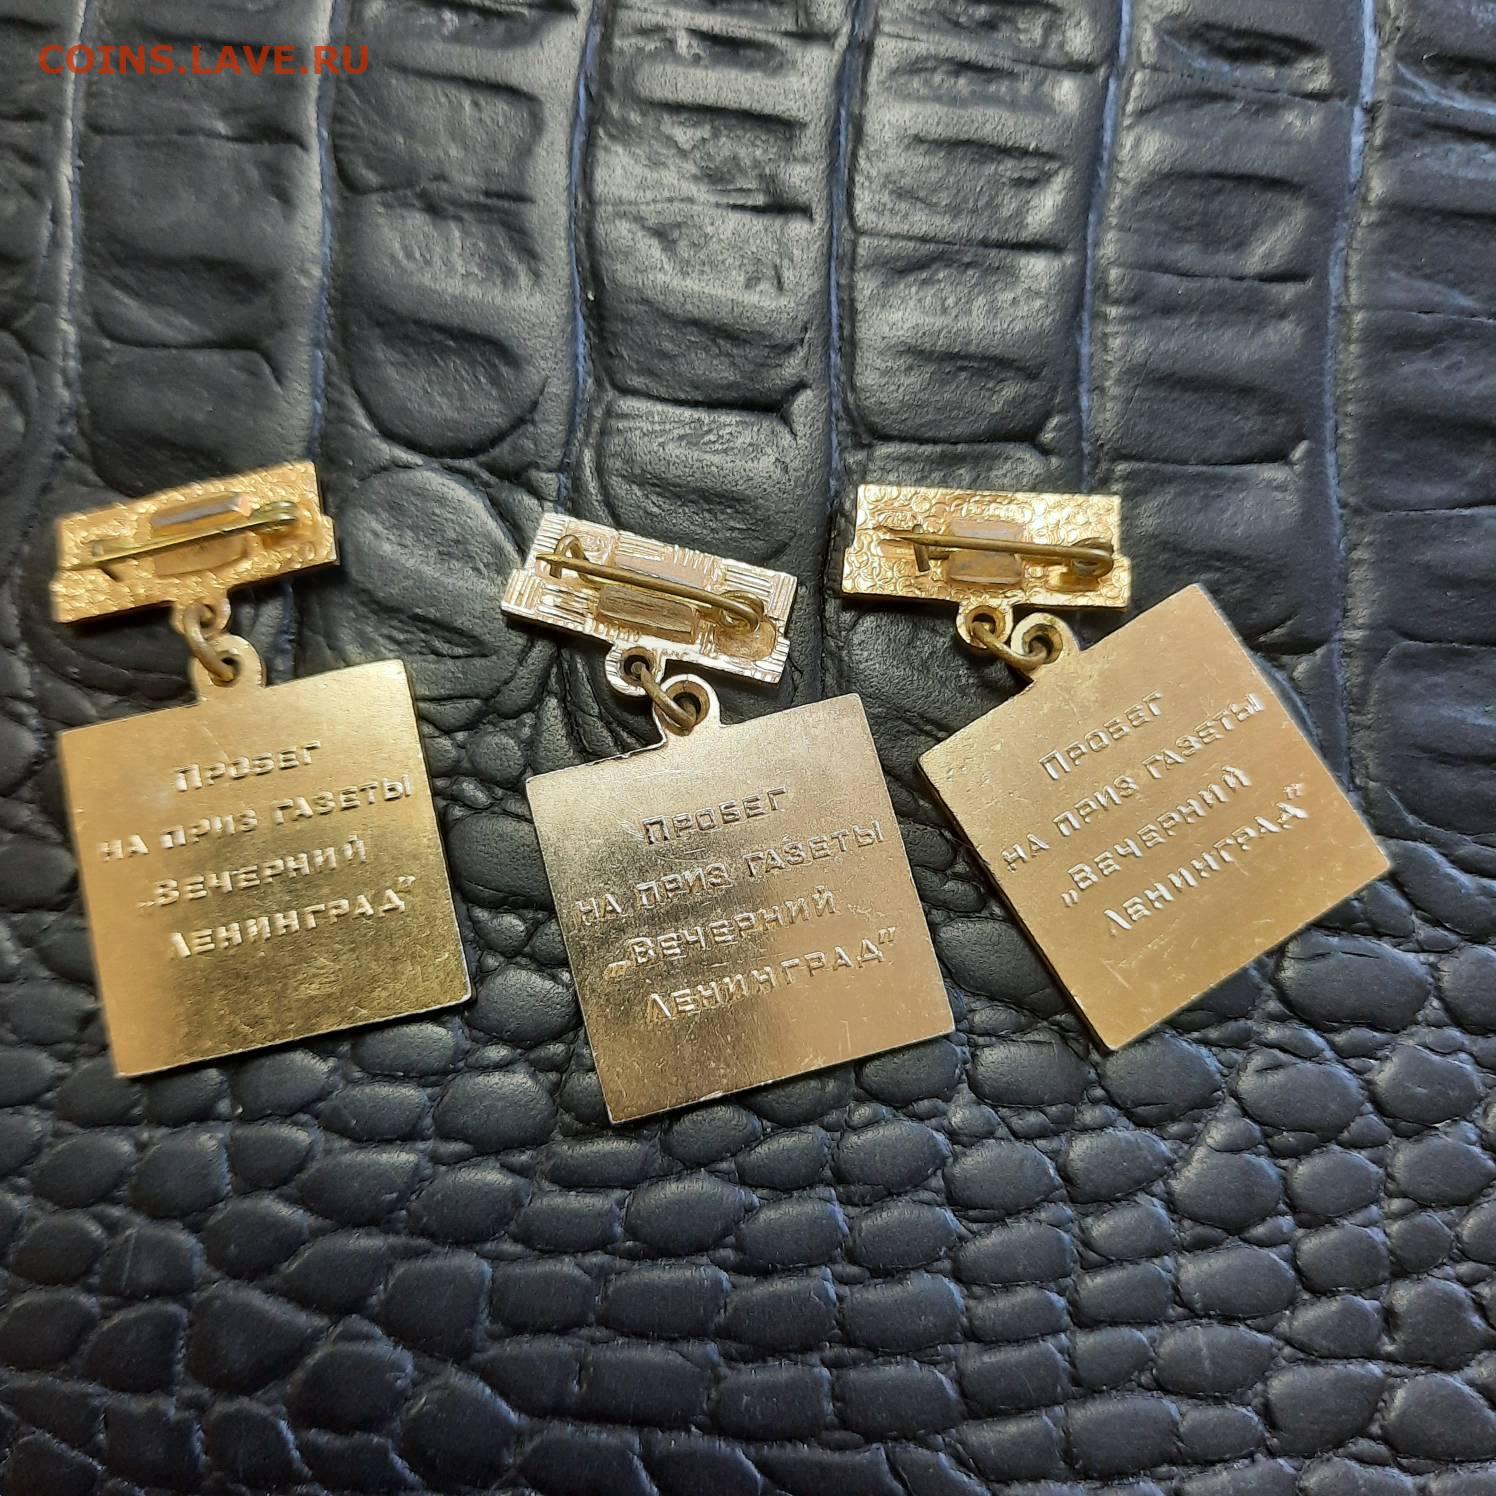 COINS.LAVE.RU
Пробег
на приз газеты
„Вечерний
Ленинград"
Пробег
на приз газеты
„Вечерний
Ленинград"
Пробег
на приз газеты
„Вечерний
Ленинград"